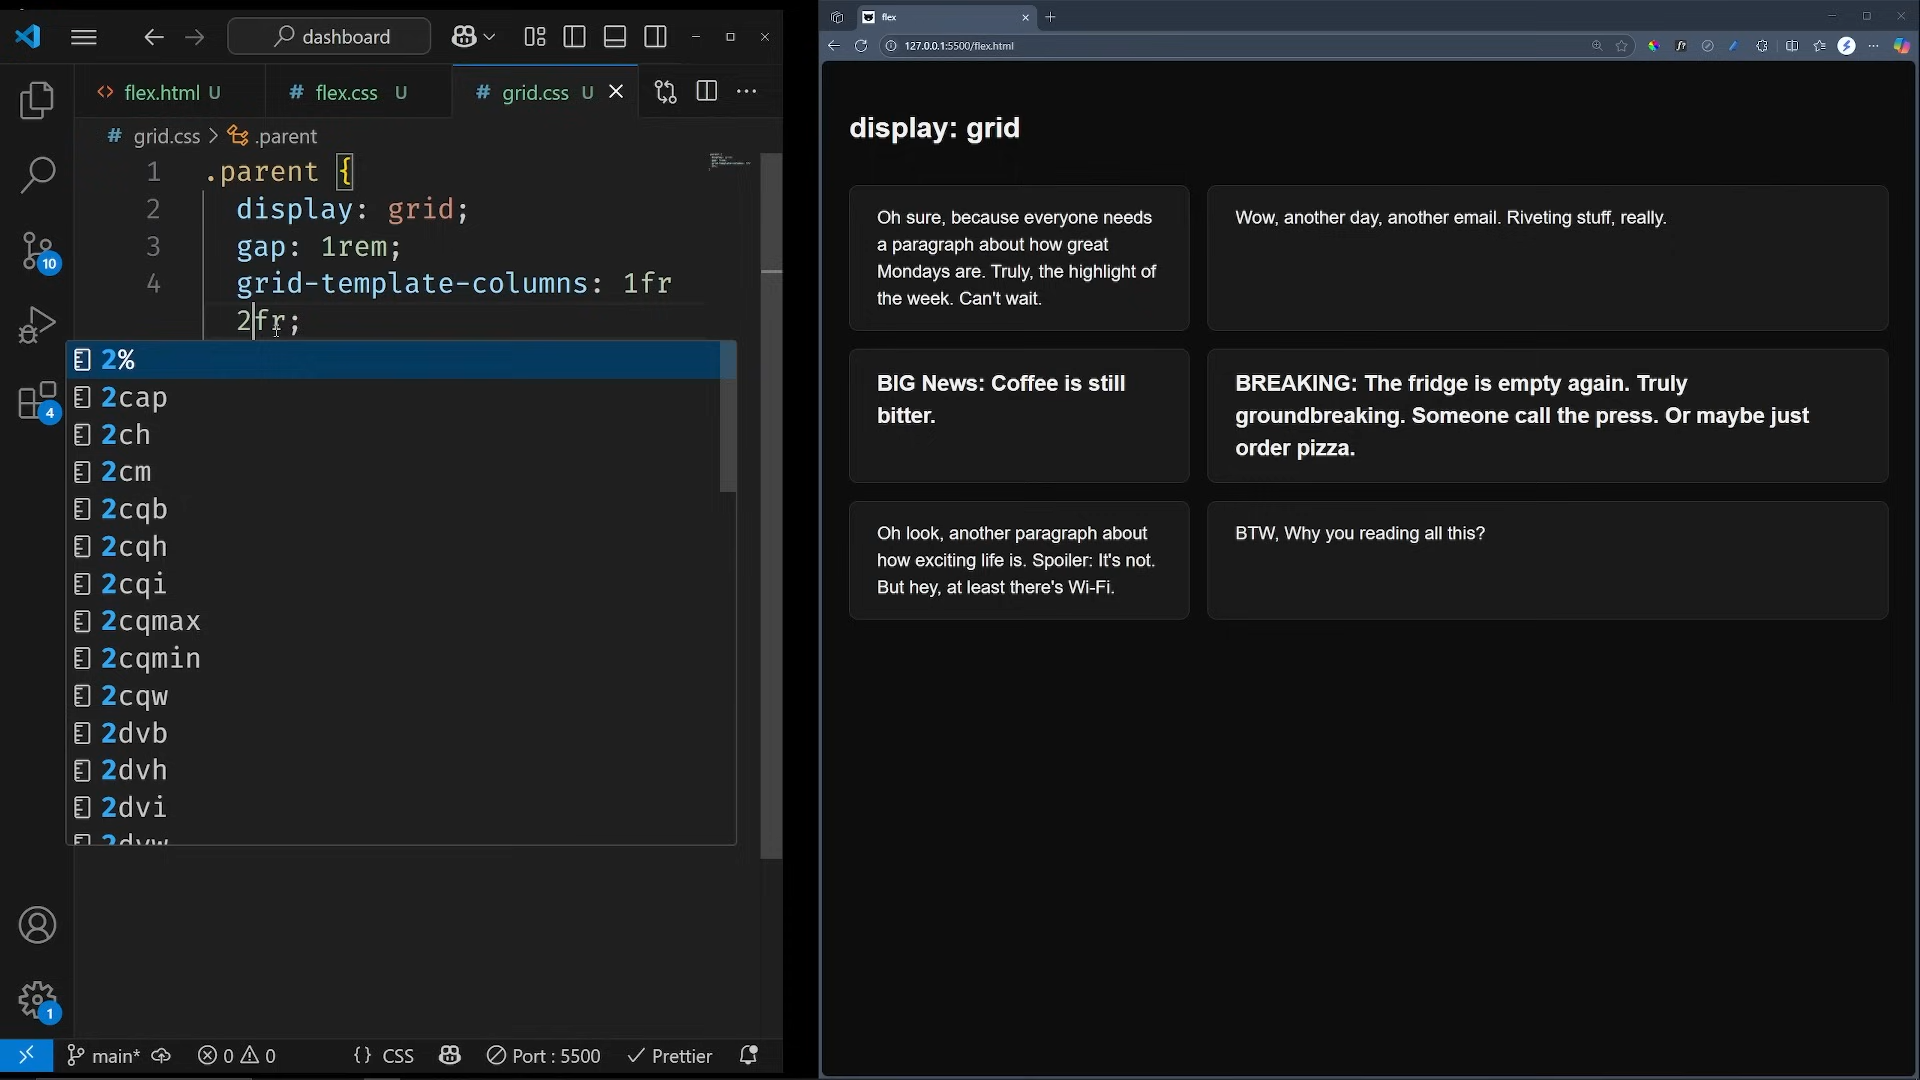 dashboard
flex.html U
# flex.css U
# grid.css U
# grid.css > .parent
1 .parent {
2 display: grid;
3 gap: 1rem;
4 grid-template-columns: 1fr
2fr;
2%
2cap
2ch
2cm
2cqb
2cqh
2cqi
2cqmax
2cqmin
2cqw
2dvb
2dvh
2dvi
2dvw
10
4
1
main*
0 0
{} CSS
Port : 5500
Prettier
flex
127.0.0.1:5500/flex.html
display: grid
Oh sure, because everyone needs
a paragraph about how great
Mondays are. Truly, the highlight of
the week. Can't wait.
Wow, another day, another email. Riveting stuff, really.
BIG News: Coffee is still
bitter.
BREAKING: The fridge is empty again. Truly
groundbreaking. Someone call the press. Or maybe just
order pizza.
Oh look, another paragraph about
how exciting life is. Spoiler: It's not.
But hey, at least there's Wi-Fi.
BTW, Why you reading all this?